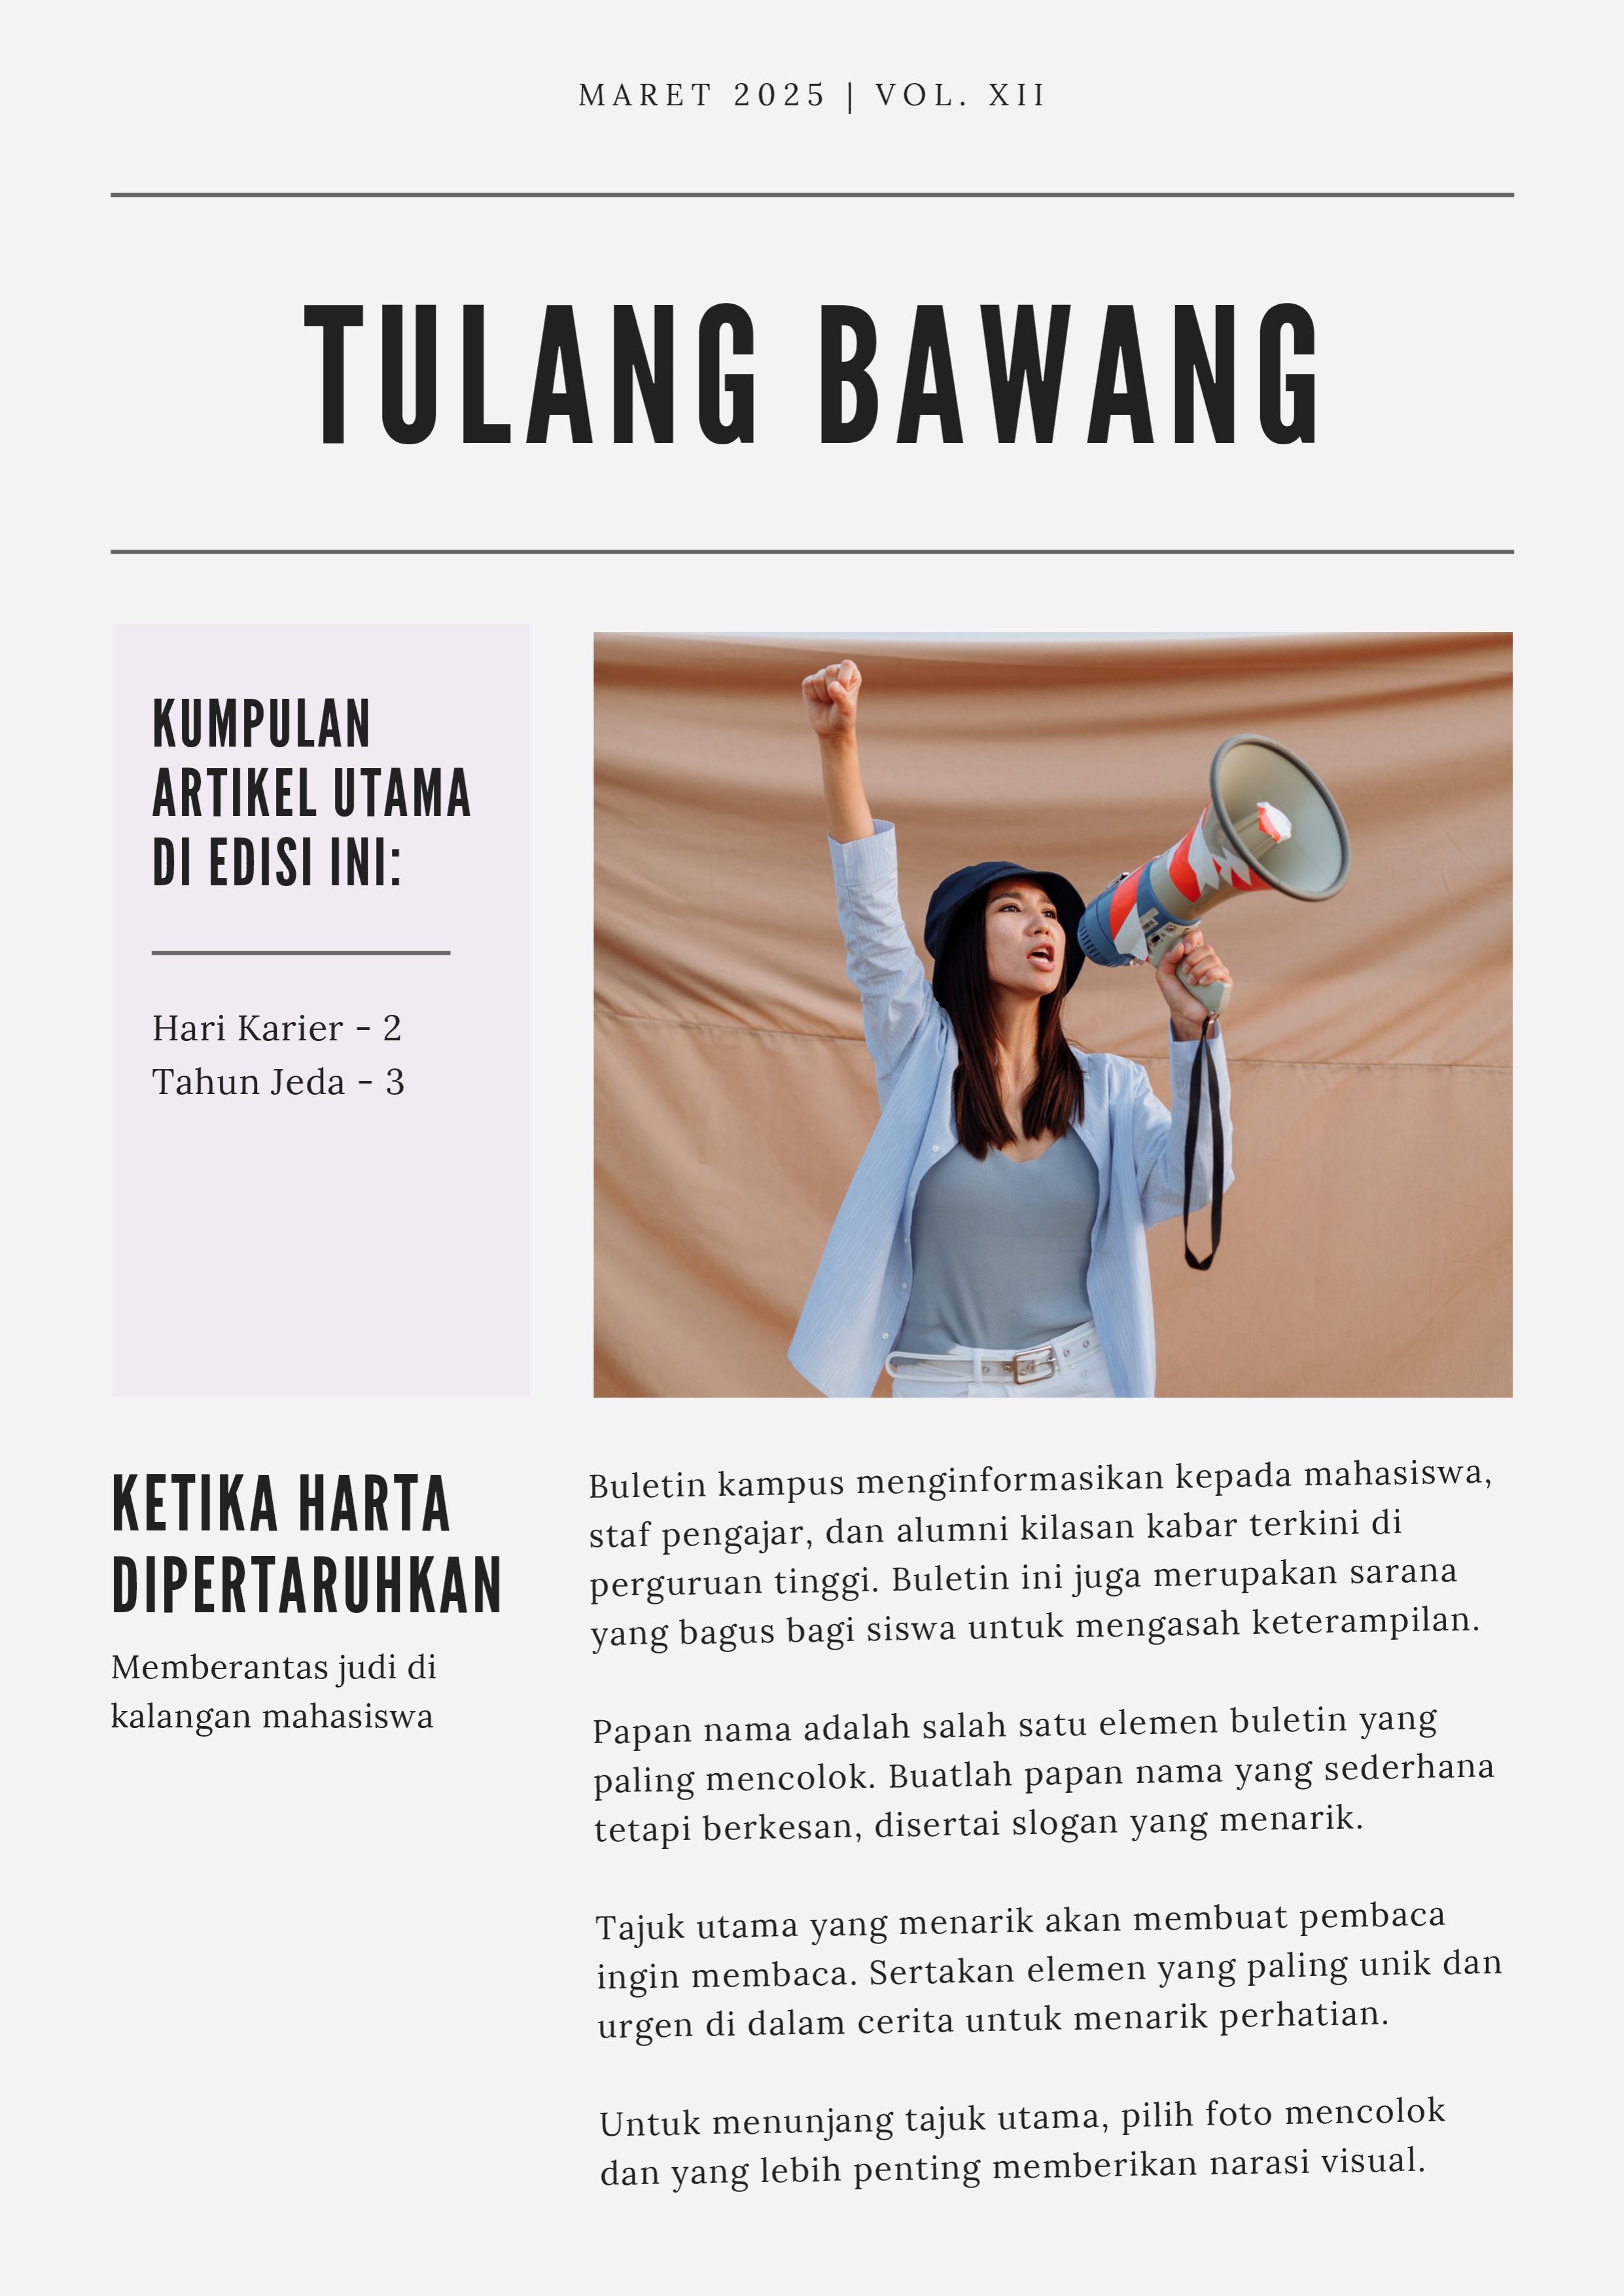 MARET 2025 | VOL. XII
TULANG BAWANG
KUMPULAN
ARTIKEL UTAMA
DI EDISI INI:
Hari Karier - 2
Tahun Jeda - 3
KETIKA HARTA
DIPERTARUHKAN
Memberantas judi di
kalangan mahasiswa
Buletin kampus menginformasikan kepada mahasiswa,
staf pengajar, dan alumni kilasan kabar terkini di
perguruan tinggi. Buletin ini juga merupakan sarana
yang bagus bagi siswa untuk mengasah keterampilan.
Papan nama adalah salah satu elemen buletin yang
paling mencolok. Buatlah papan nama yang sederhana
tetapi berkesan, disertai slogan yang menarik.
Tajuk utama yang menarik akan membuat pembaca
ingin membaca. Sertakan elemen yang paling unik dan
urgen di dalam cerita untuk menarik perhatian.
Untuk menunjang tajuk utama, pilih foto mencolok
dan yang lebih penting memberikan narasi visual.